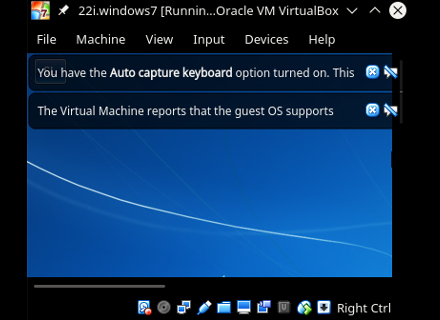 22i.windows7 [Runnin...Oracle VM VirtualBox
File Machine View Input Devices Help
You have the Auto capture keyboard option turned on. This
The Virtual Machine reports that the guest OS supports
Right Ctrl